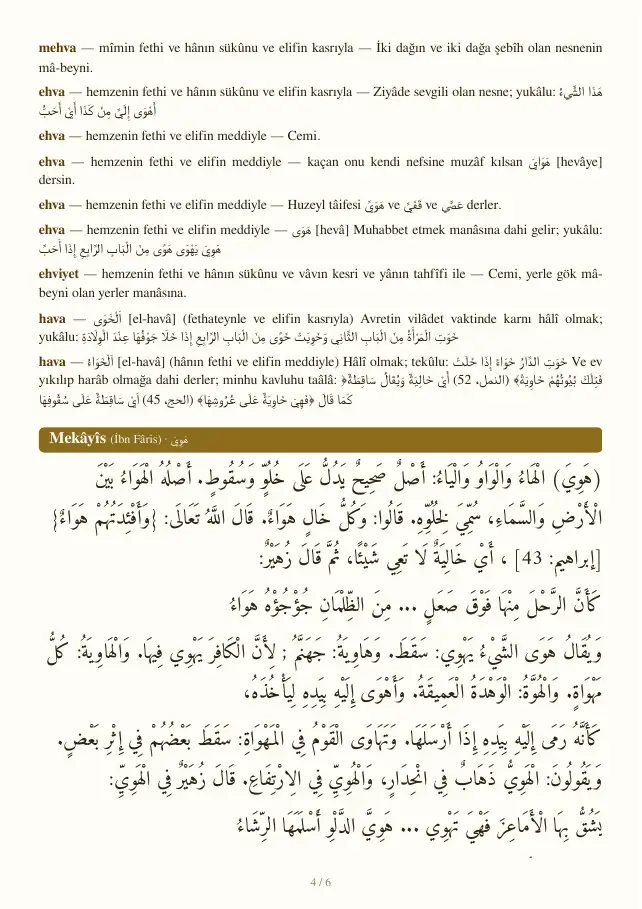 mehva — mîmin fethi ve hânın sükûnu ve elifin kasrıyla — İki dağın ve iki dağa şebîh olan nesnenin
mâ-beyni.
ehva — hemzenin fethi ve hânın sükûnu ve elifin kasrıyla — Ziyâde sevgili olan nesne; yukâlu: هَذَا الشَّيْءُ
أَهْوَى إِلَيَّ مِنْ كَذَا أَيْ أَحَبُّ
ehva — hemzenin fethi ve elifin meddiyle — Cemi.
ehva — hemzenin fethi ve elifin meddiyle — kaçan onu kendi nefsine muzâf kılsan هَوَايَ [hevâye]
dersin.
ehva — hemzenin fethi ve elifin meddiyle — Huzeyl tâifesi هَوَيَّ ve قَفَيَّ ve عَصَيَّ derler.
ehva — hemzenin fethi ve elifin meddiyle — هَوَى [hevâ] Muhabbet etmek manâsına dahi gelir; yukâlu:
هَوِيَ يَهْوَى هَوًى مِنَ الْبَابِ الرَّابِعِ إِذَا أَحَبَّ
ehviyet — hemzenin fethi ve hânın sükûnu ve vâvın kesri ve yânın tahfîfi ile — Cemi, yerle gök mâ-
beyni olan yerler manâsına.
hava — اَلْخَوَى [el-havâ] (fethateynle ve elifin kasrıyla) Avretin vilâdet vaktinde karnı hâlî olmak;
yukâlu: خَوَتِ الْمَرْأَةُ مِنَ الْبَابِ الثَّانِي وَخَوِيَتْ خَوًى مِنَ الْبَابِ الرَّابِعِ إِذَا خَلَا جَوْفُهَا عِنْدَ الْوِلَادَةِ
hava — اَلْخَوَاءُ [el-havâ] (hânın fethi ve elifin meddiyle) Hâlî olmak; tekûlu: خَوَتِ الدَّارُ خَوَاءً إِذَا خَلَتْ Ve ev
yıkılıp harâb olmağa dahi derler; minhu kavluhu taâlâ: ﴿فَتِلْكَ بُيُوتُهُمْ خَاوِيَةً﴾ (النمل، 52) أَيْ خَالِيَةً وَيُقَالُ سَاقِطَةً
كَمَا قَالَ ﴿فَهِيَ خَاوِيَةٌ عَلَى عُرُوشِهَا﴾ (الحج، 45) أَيْ سَاقِطَةٌ عَلَى سُقُوفِهَا
Mekâyîs (İbn Fâris) · هَوِيَ
(هَوِيَ) الْهَاءُ وَالْوَاوُ وَالْيَاءُ: أَصْلٌ صَحِيحٌ يَدُلُّ عَلَى خُلُوٍّ وَسُقُوطٍ. أَصْلُهُ الْهَوَاءُ بَيْنَ
الْأَرْضِ وَالسَّمَاءِ، سُمِّيَ لِخُلُوِّهِ. قَالُوا: وَكُلُّ خَالٍ هَوَاءٌ. قَالَ اللَّهُ تَعَالَى: {وَأَفْئِدَتُهُمْ هَوَاءٌ}
[إبراهيم: 43] ، أَيْ خَالِيَةٌ لَا تَعِي شَيْئًا، ثُمَّ قَالَ زُهَيْرٌ:
كَأَنَّ الرَّحْلَ مِنْهَا فَوْقَ صَعْلٍ ... مِنَ الظِّلْمَانِ جُؤْجُؤُهُ هَوَاءُ
وَيُقَالُ هَوَى الشَّيْءُ يَهْوِي: سَقَطَ. وَهَاوِيَةُ: جَهَنَّمُ ; لِأَنَّ الْكَافِرَ يَهْوِي فِيهَا. وَالْهَاوِيَةُ: كُلُّ
مَهْوَاةٍ. وَالْهُوَّةُ: الْوَهْدَةُ الْعَمِيقَةُ. وَأَهْوَى إِلَيْهِ بِيَدِهِ لِيَأْخُذَهُ،
كَأَنَّهُ رَمَى إِلَيْهِ بِيَدِهِ إِذَا أَرْسَلَهَا. وَتَهَاوَى الْقَوْمُ فِي الْمَهْوَاةِ: سَقَطَ بَعْضُهُمْ فِي إِثْرِ بَعْضٍ.
وَيَقُولُونَ: الْهَوِيُّ ذَهَابٌ فِي انْحِدَارٍ، وَالْهُوِيُّ فِي الِارْتِفَاعِ. قَالَ زُهَيْرٌ فِي الْهَوِيِّ:
يَشُقُّ بِهَا الْأَمَاعِزَ فَهْيَ تَهْوِي ... هَوِيَّ الدَّلْوِ أَسْلَمَهَا الرِّشَاءُ
4 / 6